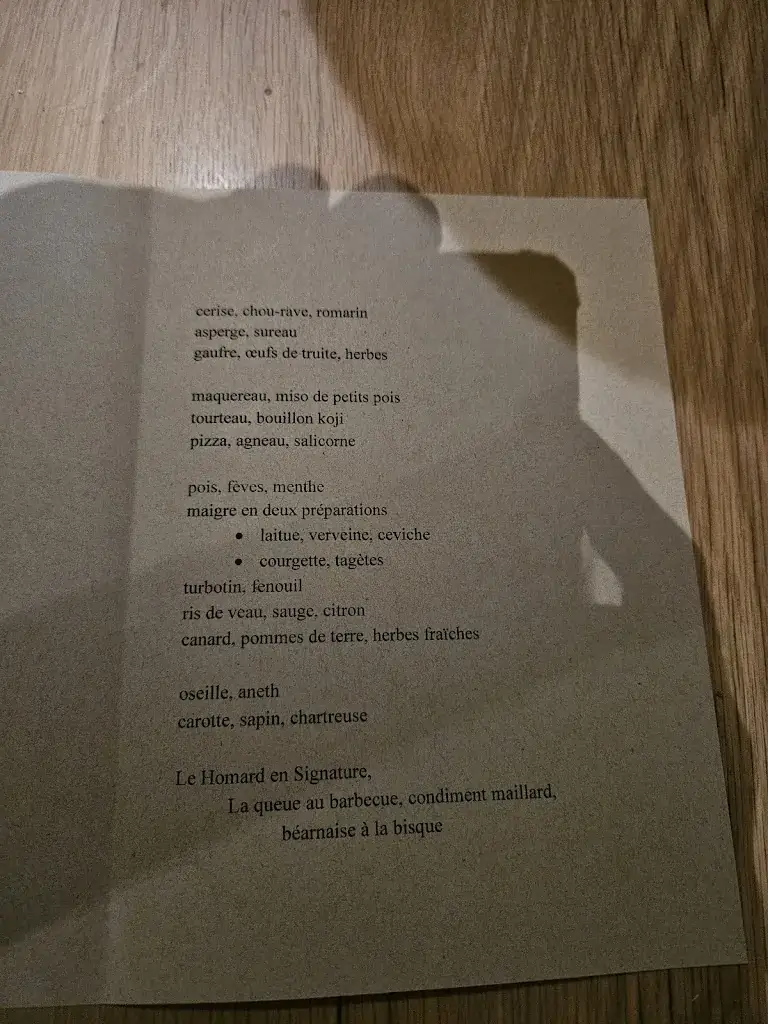 cerise, chou-rave, romarin
asperge, sureau
gaufre, œufs de truite, herbes
maquereau, miso de petits pois
tourteau, bouillon koji
pizza, agneau, salicorne
pois, fèves, menthe
maigre en deux préparations
• laitue, verveine, ceviche
• courgette, tagètes
turbotin, fenouil
ris de veau, sauge, citron
canard, pommes de terre, herbes fraîches
oseille, aneth
carotte, sapin, chartreuse
Le Homard en Signature,
La queue au barbecue, condiment maillard,
béarnaise à la bisque